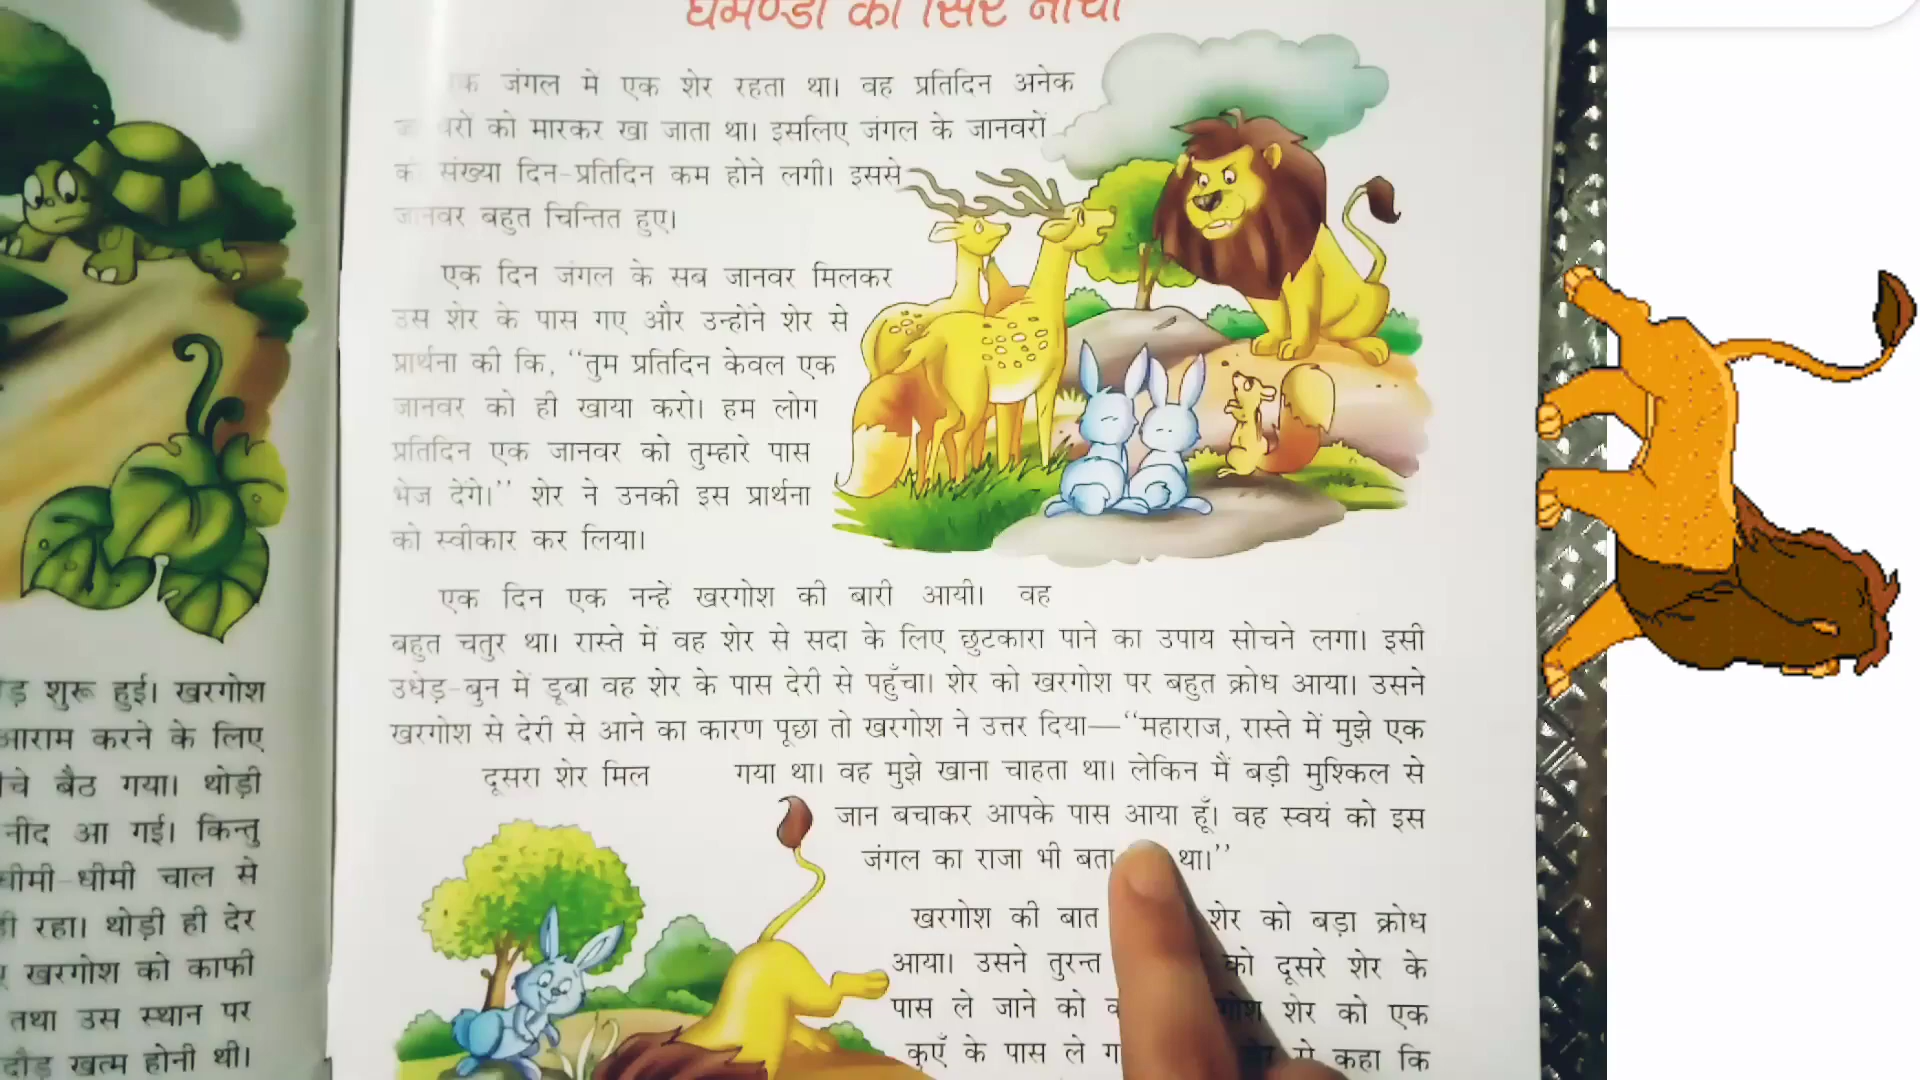 घमण्डी का सिर नीचा
जंगल में एक शेर रहता था। वह प्रतिदिन अनेक
को मारकर खा जाता था। इसलिए जंगल के जानवरों
संख्या दिन-प्रतिदिन कम होने लगी। इससे
जानवर बहुत चिन्तित हुए।
एक दिन जंगल के सब जानवर मिलकर
उस शेर के पास गए और उन्होंने शेर से
प्रार्थना की कि, “तुम प्रतिदिन केवल एक
जानवर को ही खाया करो। हम लोग
प्रतिदिन एक जानवर को तुम्हारे पास
भेज देंगे।” शेर ने उनकी इस प्रार्थना
को स्वीकार कर लिया।
एक दिन एक नन्हे खरगोश की बारी आयी। वह
बहुत चतुर था। रास्ते में वह शेर से सदा के लिए छुटकारा पाने का उपाय सोचने लगा। इसी
उधेड़-बुन में डूबा वह शेर के पास देरी से पहुँचा। शेर को खरगोश पर बहुत क्रोध आया। उसने
खरगोश से देरी से आने का कारण पूछा तो खरगोश ने उत्तर दिया—“महाराज, रास्ते में मुझे एक
दूसरा शेर मिल गया था। वह मुझे खाना चाहता था। लेकिन मैं बड़ी मुश्किल से
जान बचाकर आपके पास आया हूँ। वह स्वयं को इस
जंगल का राजा भी था।”
खरगोश की बात शेर को बड़ा क्रोध
आया। उसने तुरन्त को दूसरे शेर के
पास ले जाने को शेर को एक
कुएँ के पास ले कहा कि
शुरू हुई। खरगोश
आराम करने के लिए
बैठ गया। थोड़ी
नींद आ गई। किन्तु
धीमी-धीमी चाल से
रहा। थोड़ी ही देर
खरगोश को काफी
तथा उस स्थान पर
दौड़ खत्म होनी थी।